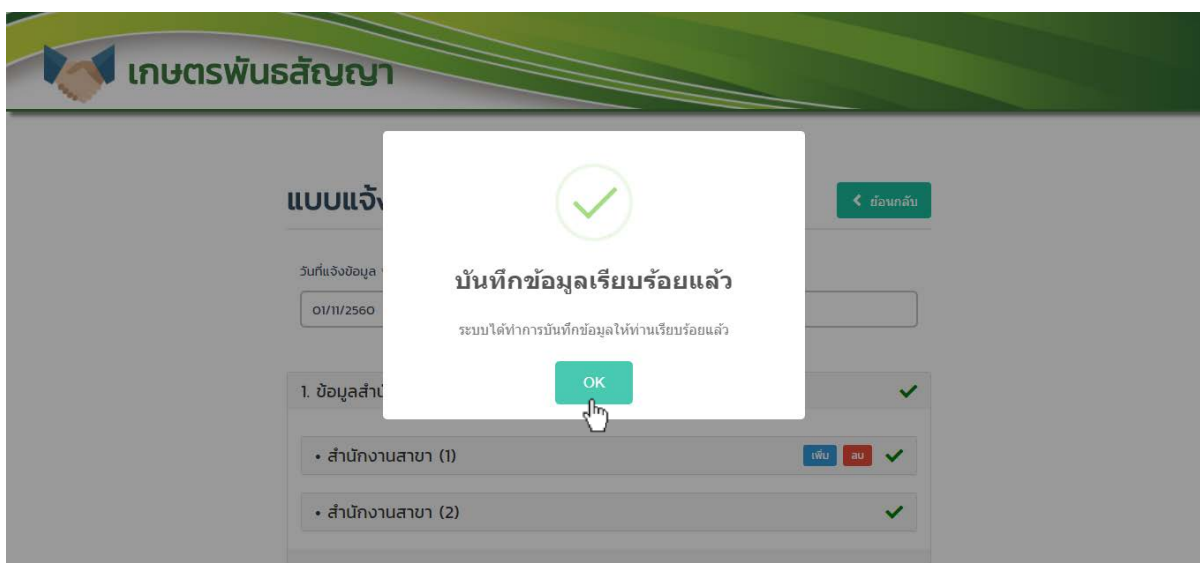 เกษตรพันธสัญญา
แบบแจ้ง
ย้อนกลับ
วันที่แจ้งข้อมูล
01/11/2560
บันทึกข้อมูลเรียบร้อยแล้ว
ระบบได้ทำการบันทึกข้อมูลให้ท่านเรียบร้อยแล้ว
OK
1. ข้อมูลสำนั
• สำนักงานสาขา (1) เพิ่ม ลบ
• สำนักงานสาขา (2)